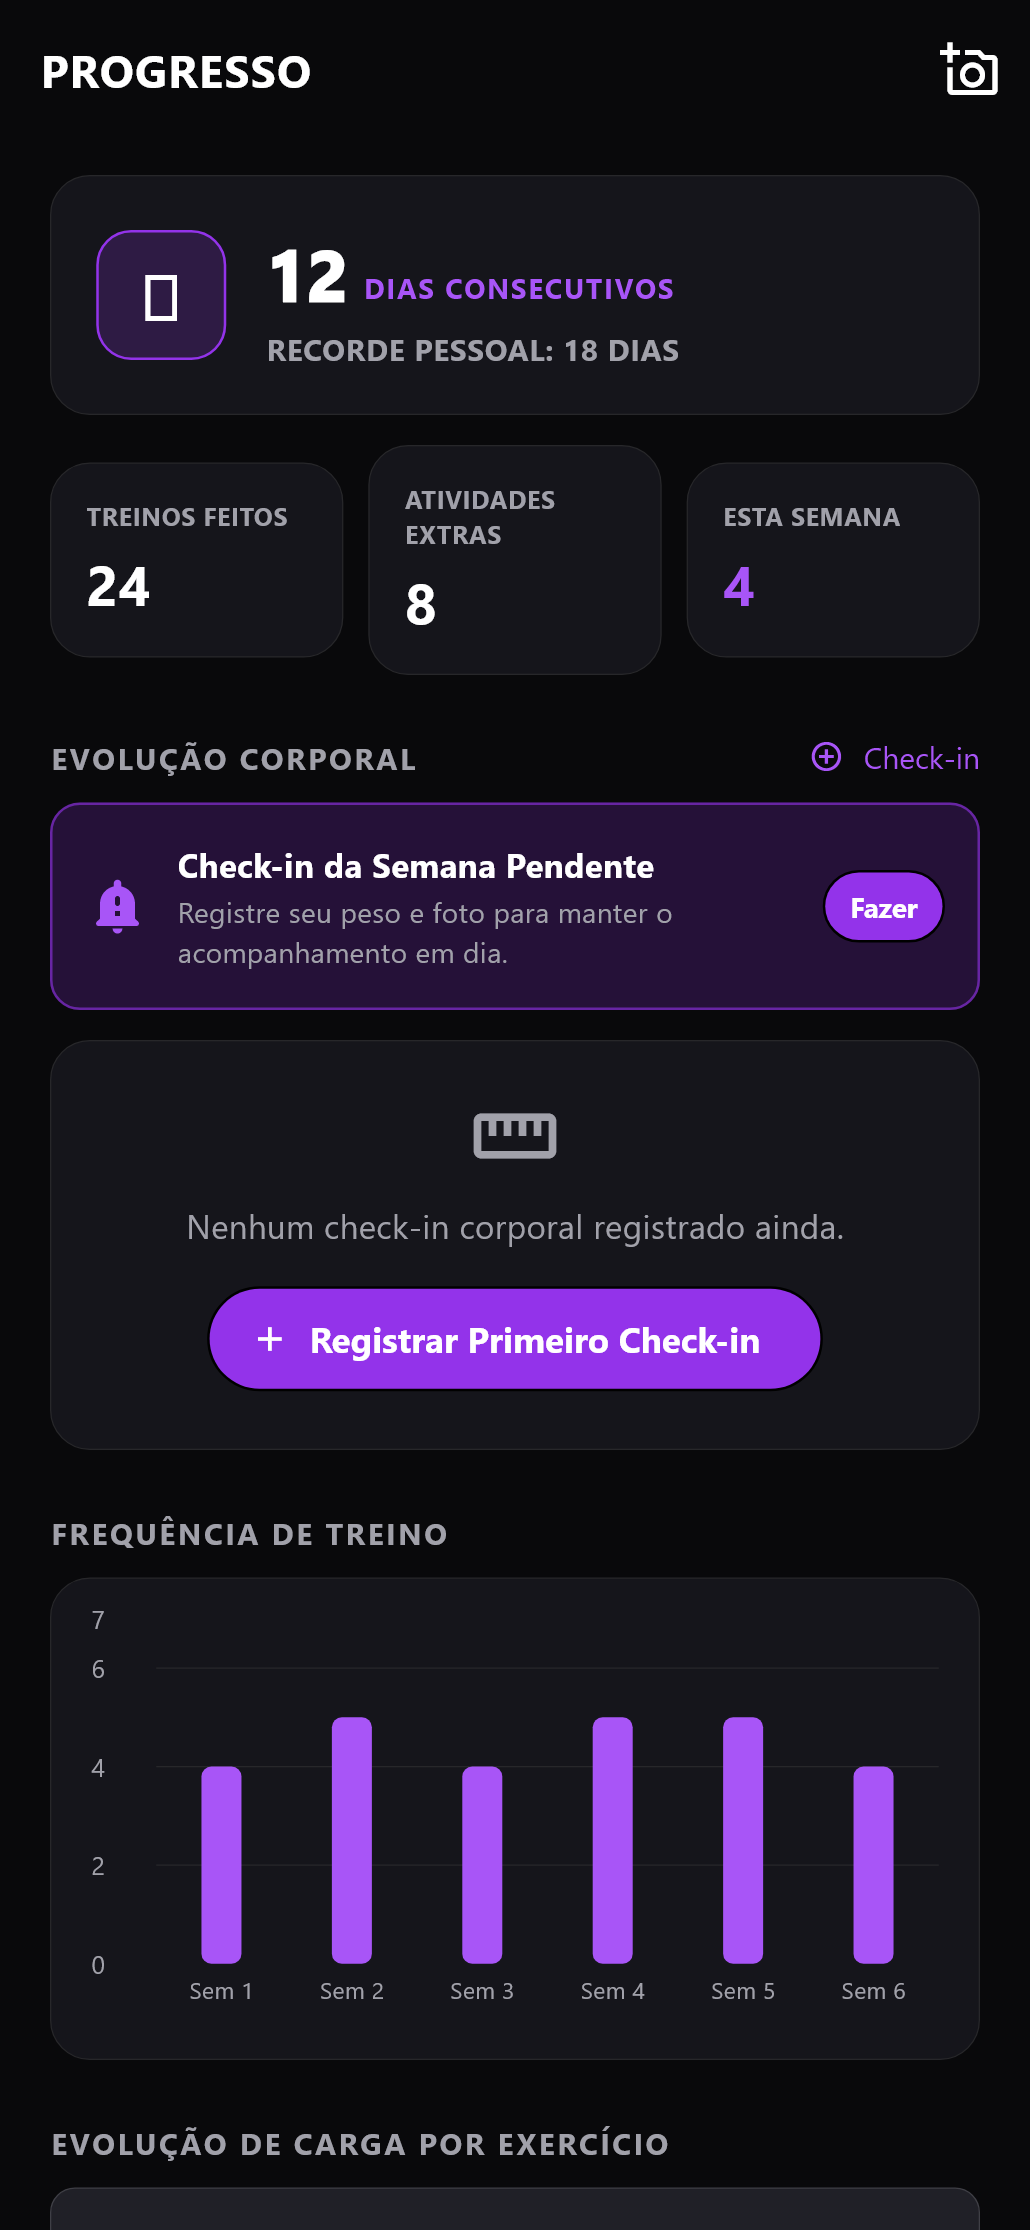 PROGRESSO
12 DIAS CONSECUTIVOS
RECORDE PESSOAL: 18 DIAS
TREINOS FEITOS
24
ATIVIDADES
EXTRAS
8
ESTA SEMANA
4
EVOLUÇÃO CORPORAL
Check-in
Check-in da Semana Pendente
Registre seu peso e foto para manter o
acompanhamento em dia.
Fazer
Nenhum check-in corporal registrado ainda.
+ Registrar Primeiro Check-in
FREQUÊNCIA DE TREINO
7
6
4
2
0
Sem 1 Sem 2 Sem 3 Sem 4 Sem 5 Sem 6
EVOLUÇÃO DE CARGA POR EXERCÍCIO